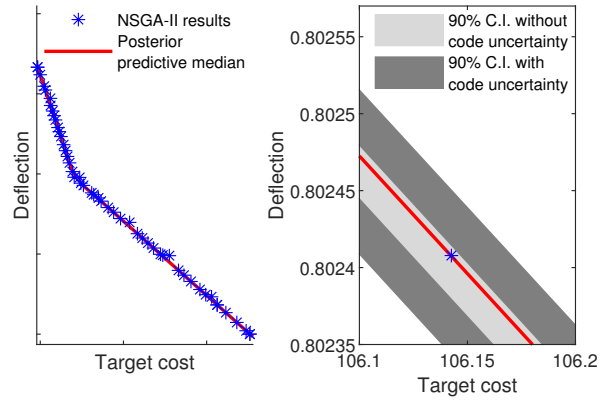 NSGA-II results
Posterior
predictive median
Deflection
Target cost
90% C.I. without
code uncertainty
90% C.I. with
code uncertainty
0.80255
0.8025
0.80245
0.8024
0.80235
Deflection
106.1
106.15
106.2
Target cost